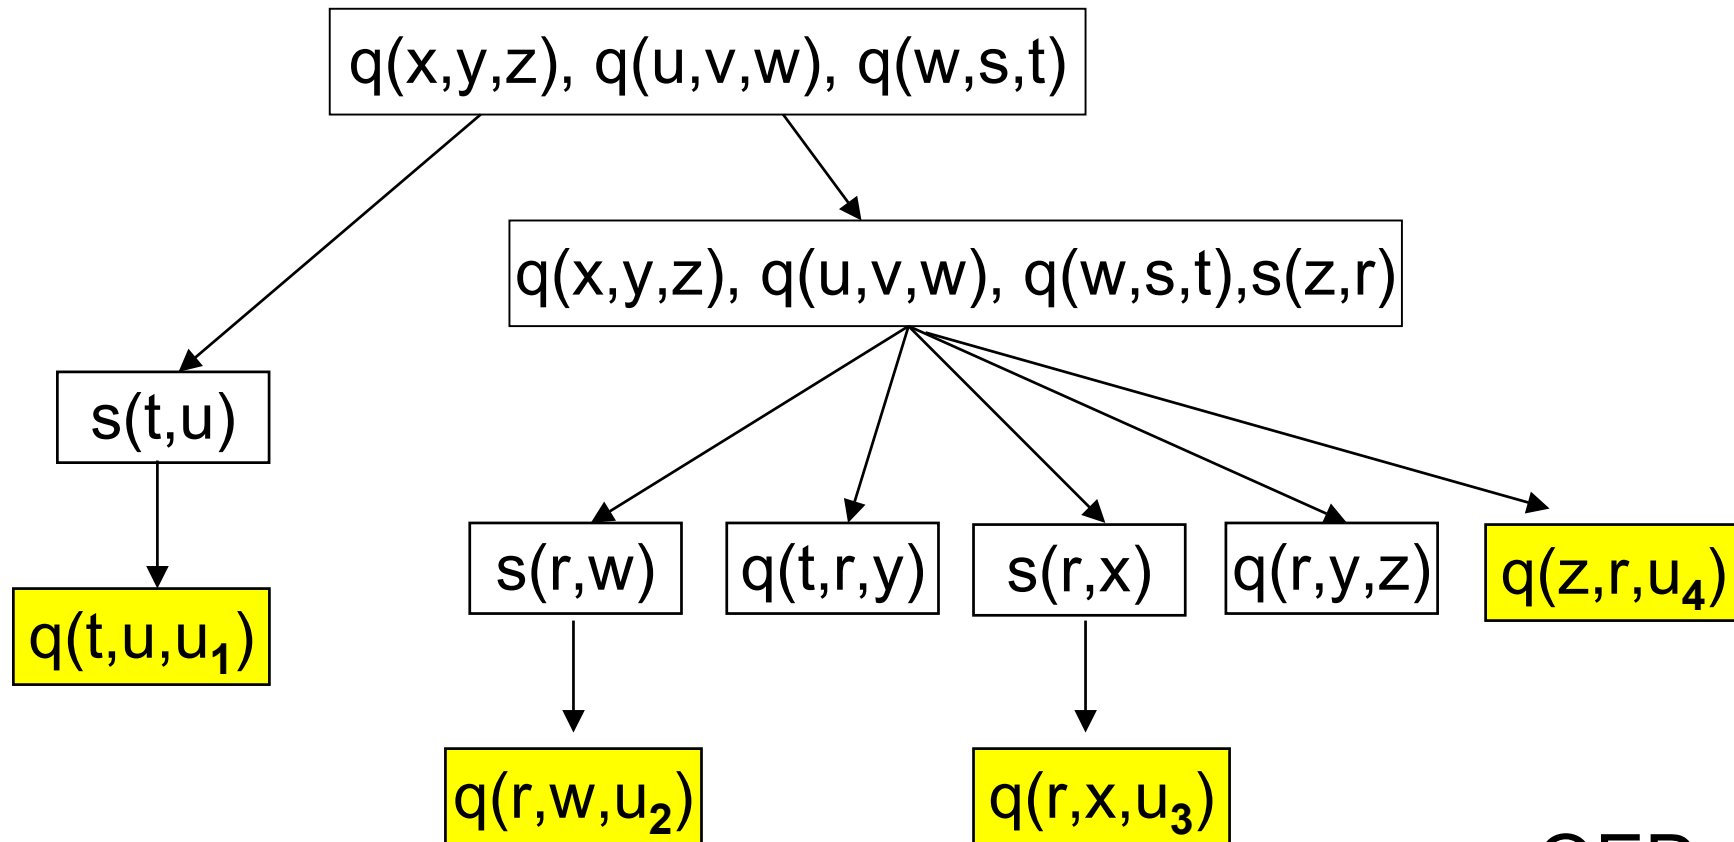 q(x,y,z), q(u,v,w), q(w,s,t)
q(x,y,z), q(u,v,w), q(w,s,t),s(z,r)
s(t,u)
s(r,w)
q(t,r,y)
s(r,x)
q(r,y,z)
q(z,r,u₄)
q(t,u,u₁)
q(r,w,u₂)
q(r,x,u₃)